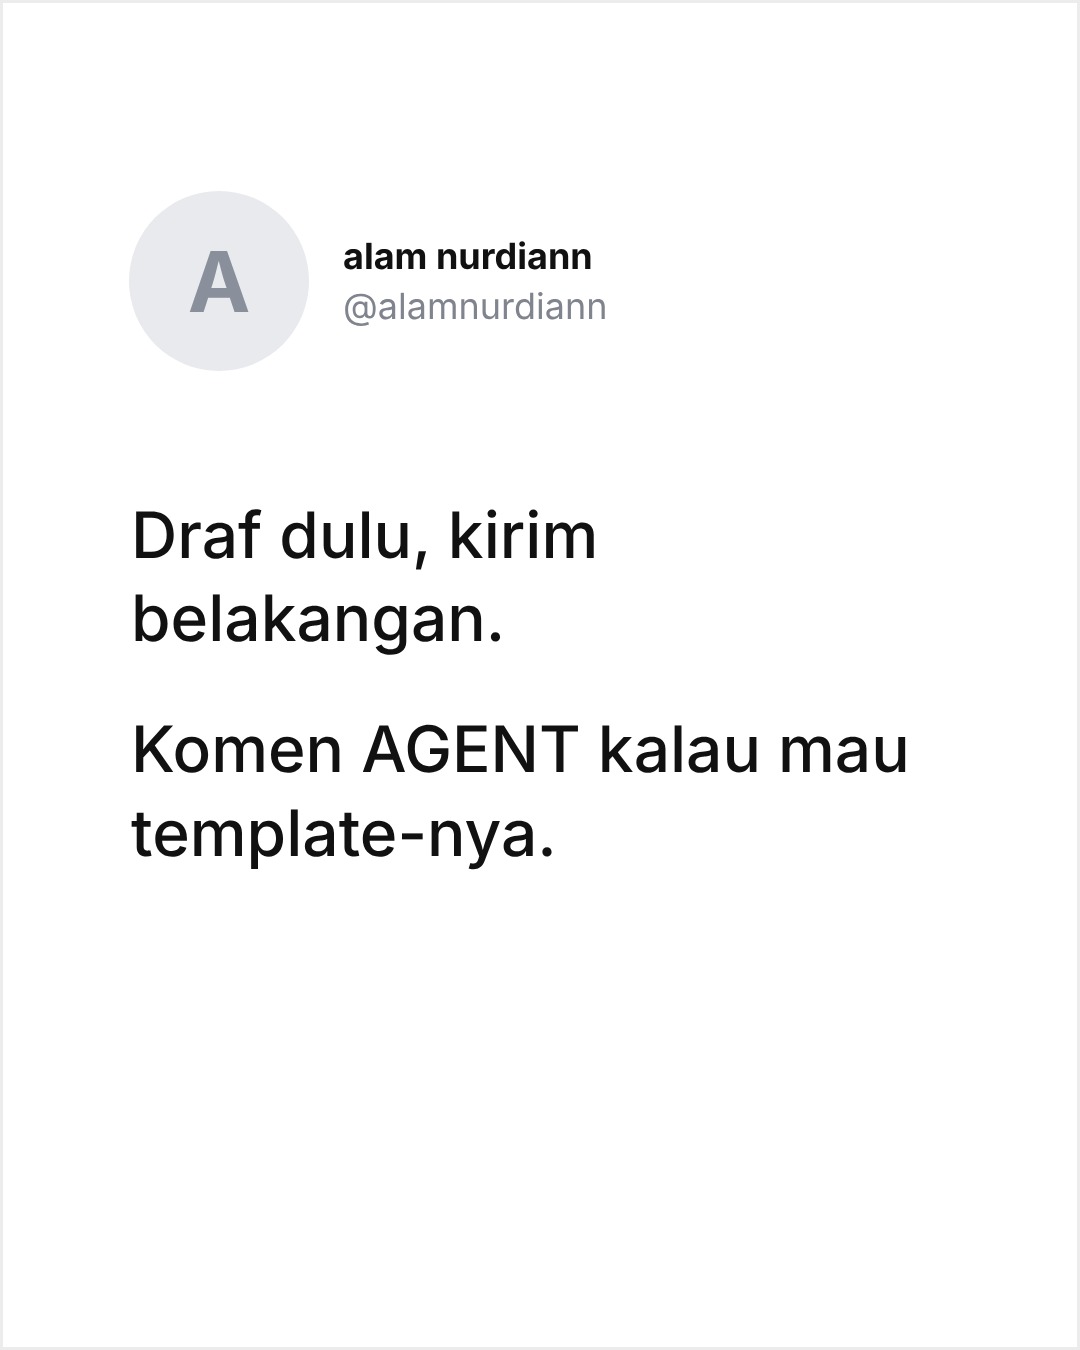 A
alam nurdiann
@alamnurdiann
Draf dulu, kirim
belakangan.
Komen AGENT kalau mau
template-nya.